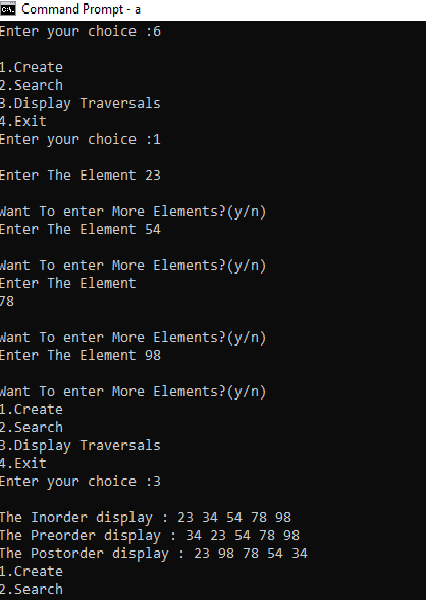 Command Prompt - a
Enter your choice :6
1.Create
2.Search
3.Display Traversals
4.Exit
Enter your choice :1
Enter The Element 23
Want To enter More Elements?(y/n)
Enter The Element 54
Want To enter More Elements?(y/n)
Enter The Element
78
Want To enter More Elements?(y/n)
Enter The Element 98
Want To enter More Elements?(y/n)
1.Create
2.Search
3.Display Traversals
4.Exit
Enter your choice :3
The Inorder display : 23 34 54 78 98
The Preorder display : 34 23 54 78 98
The Postorder display : 23 98 78 54 34
1.Create
2.Search